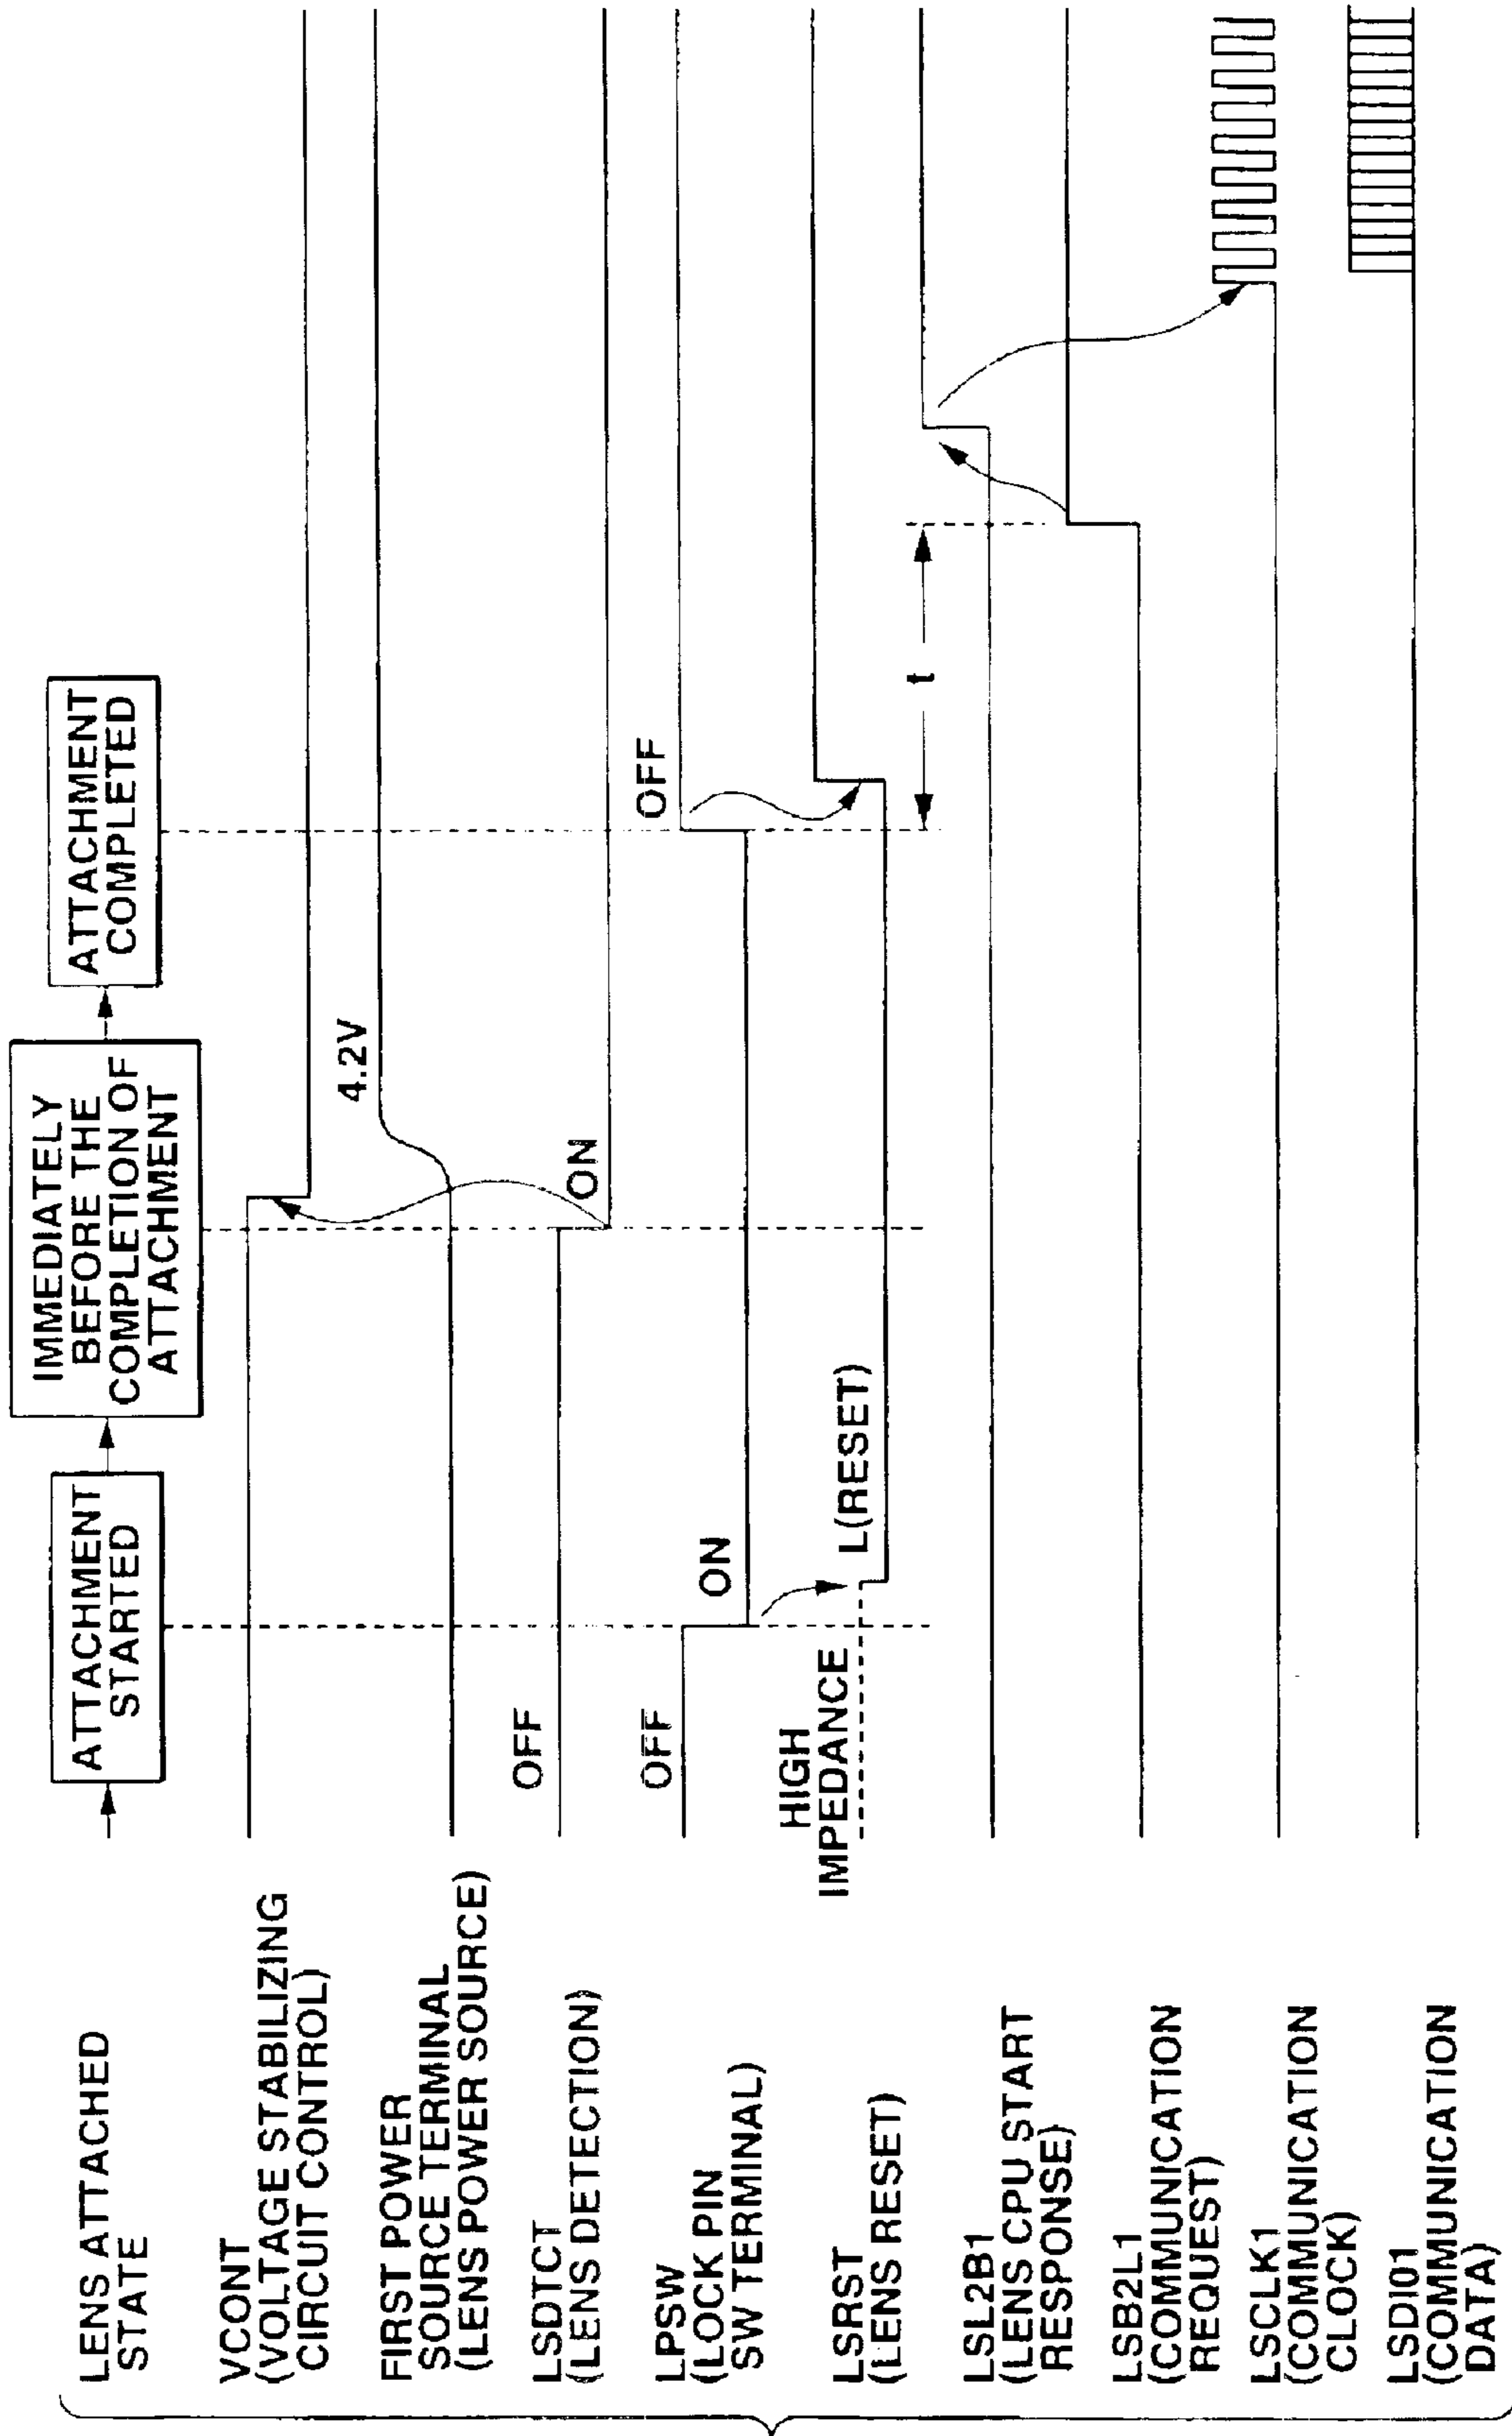 LENS ATTACHED
STATE
ATTACHMENT
STARTED
IMMEDIATELY
BEFORE THE
COMPLETION OF
ATTACHMENT
ATTACHMENT
COMPLETED
VCONT
(VOLTAGE STABILIZING
CIRCUIT CONTROL)
FIRST POWER
SOURCE TERMINAL
(LENS POWER SOURCE)
4.2V
LSDTCT
(LENS DETECTION)
OFF
ON
LPSW
(LOCK PIN
SW TERMINAL)
OFF
ON
OFF
LSRST
(LENS RESET)
HIGH
IMPEDANCE
L(RESET)
LSL2B1
(LENS CPU START
RESPONSE)
t
LSB2L1
(COMMUNICATION
REQUEST)
LSCLK1
(COMMUNICATION
CLOCK)
LSDI01
(COMMUNICATION
DATA)